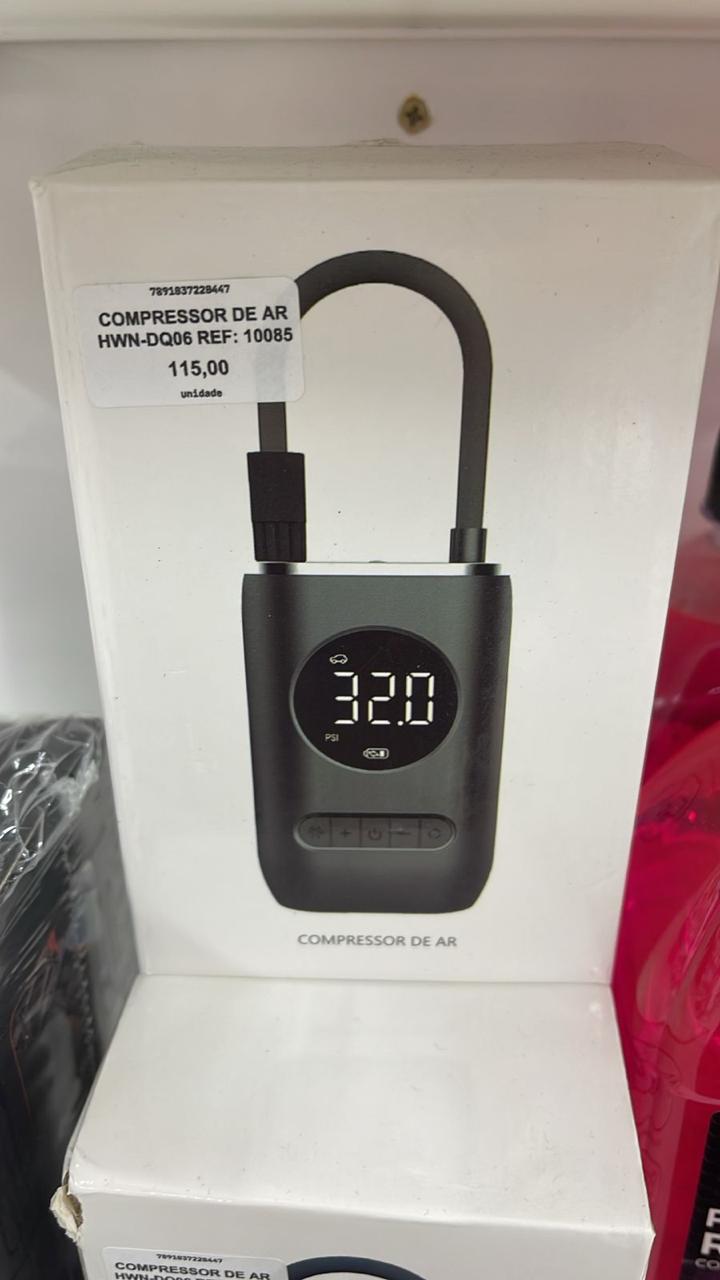 7891837228447
COMPRESSOR DE AR
HWN-DQ06 REF: 10085
115,00
unidade
32.0
PSI
COMPRESSOR DE AR
7891837228447
COMPRESSOR DE AR